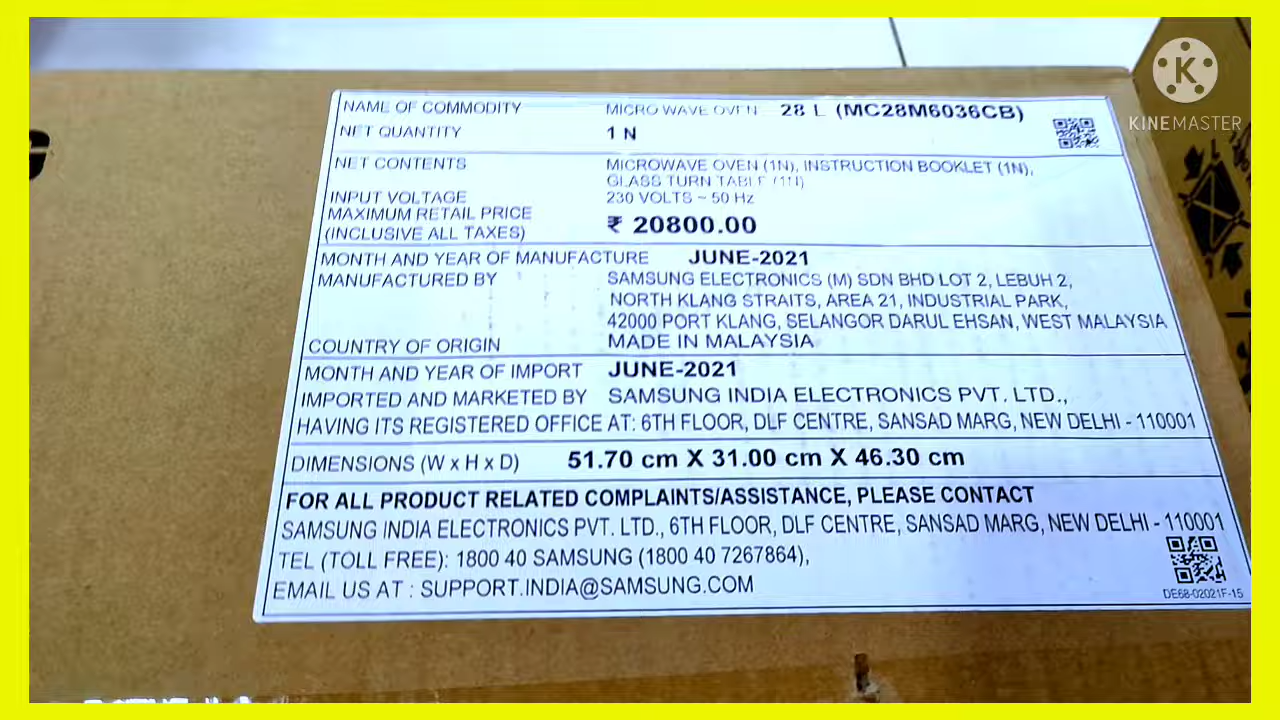 K
KINEMASTER
NAME OF COMMODITY MICRO WAVE OVEN 28 L (MC28M6036CB)
NET QUANTITY 1 N
NET CONTENTS MICROWAVE OVEN (1N), INSTRUCTION BOOKLET (1N),
GLASS TURN TABLE (1N)
INPUT VOLTAGE 230 VOLTS ~ 50 Hz
MAXIMUM RETAIL PRICE
(INCLUSIVE ALL TAXES) ₹ 20800.00
MONTH AND YEAR OF MANUFACTURE JUNE-2021
MANUFACTURED BY SAMSUNG ELECTRONICS (M) SDN BHD LOT 2, LEBUH 2,
NORTH KLANG STRAITS, AREA 21, INDUSTRIAL PARK,
42000 PORT KLANG, SELANGOR DARUL EHSAN, WEST MALAYSIA
COUNTRY OF ORIGIN MADE IN MALAYSIA
MONTH AND YEAR OF IMPORT JUNE-2021
IMPORTED AND MARKETED BY SAMSUNG INDIA ELECTRONICS PVT. LTD.,
HAVING ITS REGISTERED OFFICE AT: 6TH FLOOR, DLF CENTRE, SANSAD MARG, NEW DELHI - 110001
DIMENSIONS (W x H x D) 51.70 cm X 31.00 cm X 46.30 cm
FOR ALL PRODUCT RELATED COMPLAINTS/ASSISTANCE, PLEASE CONTACT
SAMSUNG INDIA ELECTRONICS PVT. LTD., 6TH FLOOR, DLF CENTRE, SANSAD MARG, NEW DELHI - 110001
TEL (TOLL FREE): 1800 40 SAMSUNG (1800 40 7267864),
EMAIL US AT : SUPPORT.INDIA@SAMSUNG.COM
DE68-02021F-15